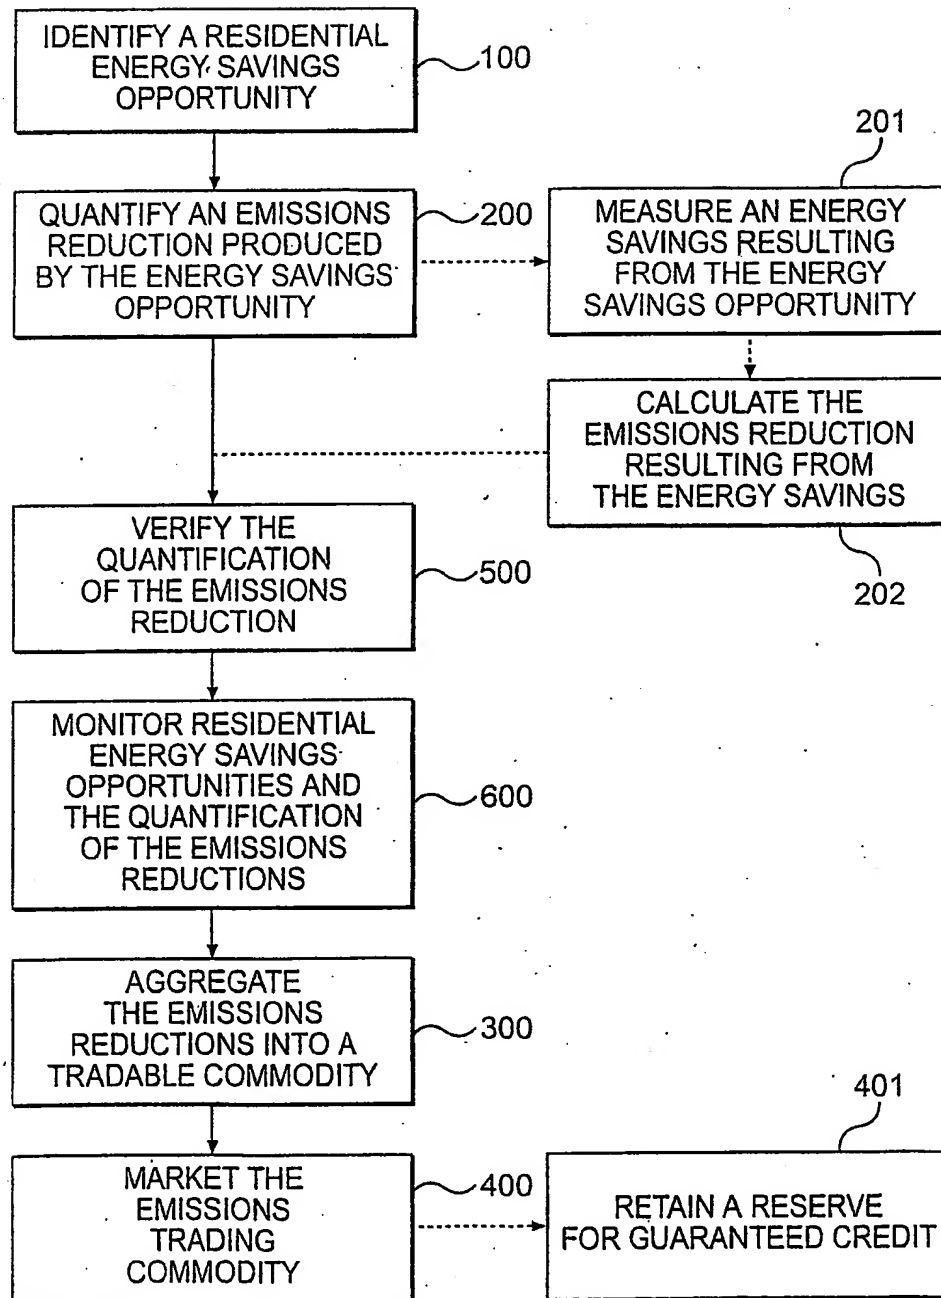 IDENTIFY A RESIDENTIAL
ENERGY SAVINGS
OPPORTUNITY
100
QUANTIFY AN EMISSIONS
REDUCTION PRODUCED
BY THE ENERGY SAVINGS
OPPORTUNITY
200
201
MEASURE AN ENERGY
SAVINGS RESULTING
FROM THE ENERGY
SAVINGS OPPORTUNITY
CALCULATE THE
EMISSIONS REDUCTION
RESULTING FROM
THE ENERGY SAVINGS
202
VERIFY THE
QUANTIFICATION
OF THE EMISSIONS
REDUCTION
500
MONITOR RESIDENTIAL
ENERGY SAVINGS
OPPORTUNITIES AND
THE QUANTIFICATION
OF THE EMISSIONS
REDUCTIONS
600
AGGREGATE
THE EMISSIONS
REDUCTIONS INTO A
TRADABLE COMMODITY
300
MARKET THE
EMISSIONS
TRADING
COMMODITY
400
401
RETAIN A RESERVE
FOR GUARANTEED CREDIT